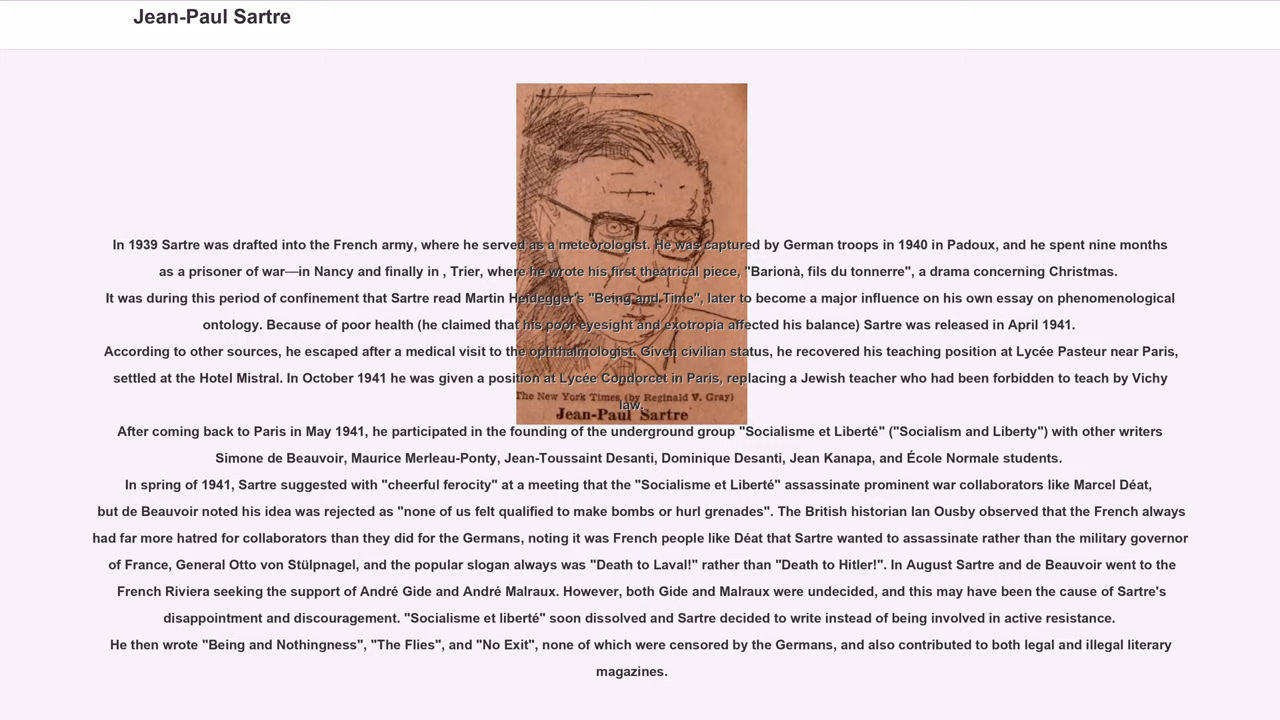 Jean-Paul Sartre
In 1939 Sartre was drafted into the French army, where he served as a meteorologist. He was captured by German troops in 1940 in Padoux, and he spent nine months
as a prisoner of war—in Nancy and finally in , Trier, where he wrote his first theatrical piece, "Barionà, fils du tonnerre", a drama concerning Christmas.
It was during this period of confinement that Sartre read Martin Heidegger's "Being and Time", later to become a major influence on his own essay on phenomenological
ontology. Because of poor health (he claimed that his poor eyesight and exotropia affected his balance) Sartre was released in April 1941.
According to other sources, he escaped after a medical visit to the ophthalmologist. Given civilian status, he recovered his teaching position at Lycée Pasteur near Paris,
settled at the Hotel Mistral. In October 1941 he was given a position at Lycée Condorcet in Paris, replacing a Jewish teacher who had been forbidden to teach by Vichy
The New York Times (by Reginald V. Gray)
law.
Jean-Paul Sartre
After coming back to Paris in May 1941, he participated in the founding of the underground group "Socialisme et Liberté" ("Socialism and Liberty") with other writers
Simone de Beauvoir, Maurice Merleau-Ponty, Jean-Toussaint Desanti, Dominique Desanti, Jean Kanapa, and École Normale students.
In spring of 1941, Sartre suggested with "cheerful ferocity" at a meeting that the "Socialisme et Liberté" assassinate prominent war collaborators like Marcel Déat,
but de Beauvoir noted his idea was rejected as "none of us felt qualified to make bombs or hurl grenades". The British historian Ian Ousby observed that the French always
had far more hatred for collaborators than they did for the Germans, noting it was French people like Déat that Sartre wanted to assassinate rather than the military governor
of France, General Otto von Stülpnagel, and the popular slogan always was "Death to Laval!" rather than "Death to Hitler!". In August Sartre and de Beauvoir went to the
French Riviera seeking the support of André Gide and André Malraux. However, both Gide and Malraux were undecided, and this may have been the cause of Sartre's
disappointment and discouragement. "Socialisme et liberté" soon dissolved and Sartre decided to write instead of being involved in active resistance.
He then wrote "Being and Nothingness", "The Flies", and "No Exit", none of which were censored by the Germans, and also contributed to both legal and illegal literary
magazines.